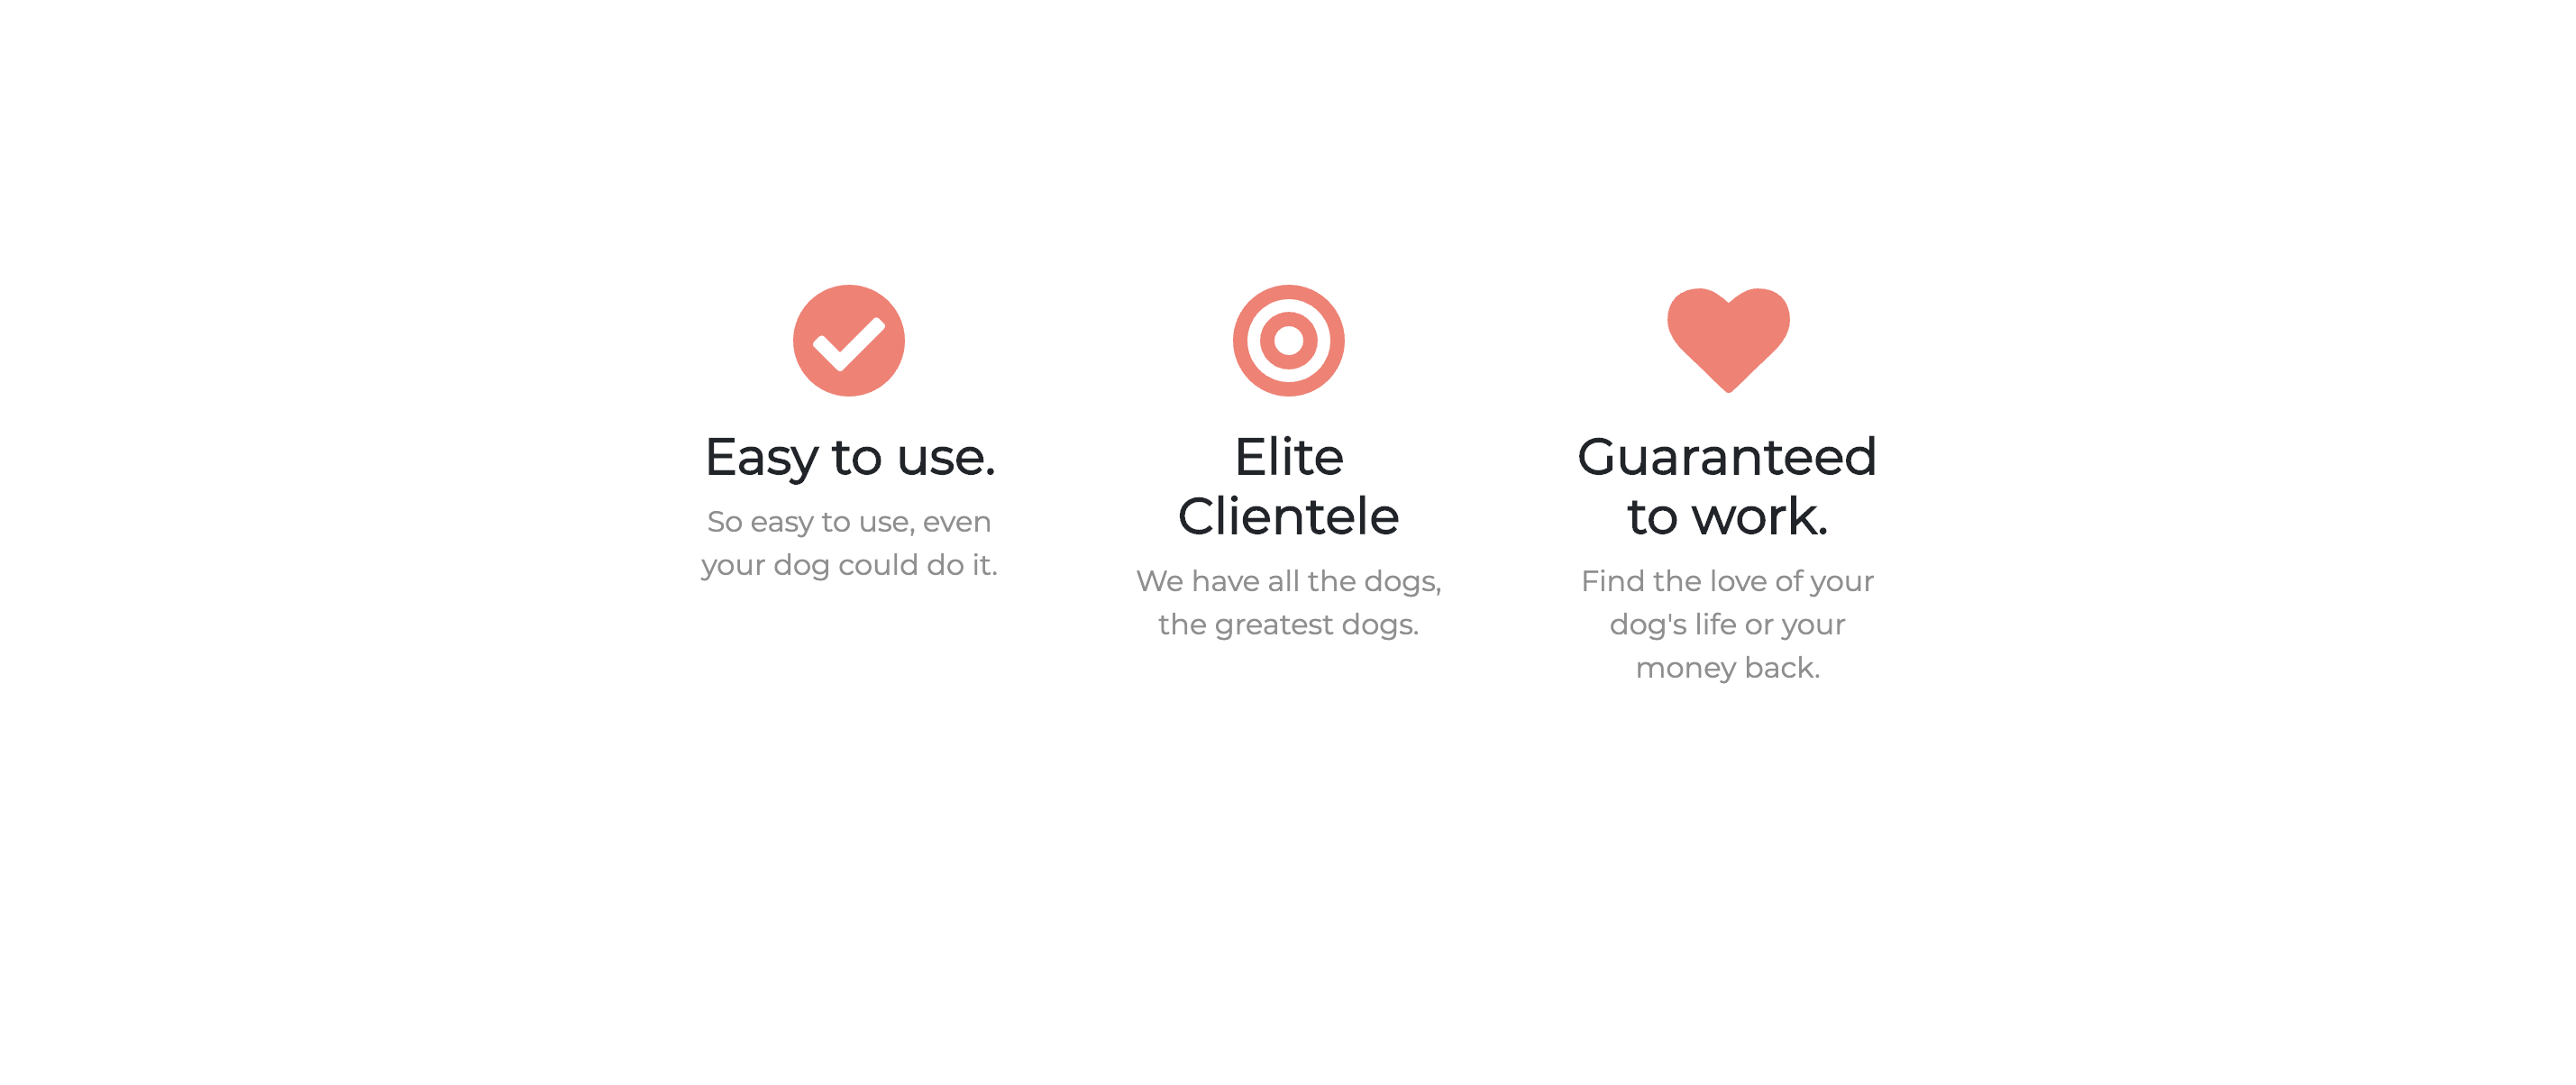 Easy to use.
So easy to use, even
your dog could do it.
Elite
Clientele
We have all the dogs,
the greatest dogs.
Guaranteed
to work.
Find the love of your
dog's life or your
money back.